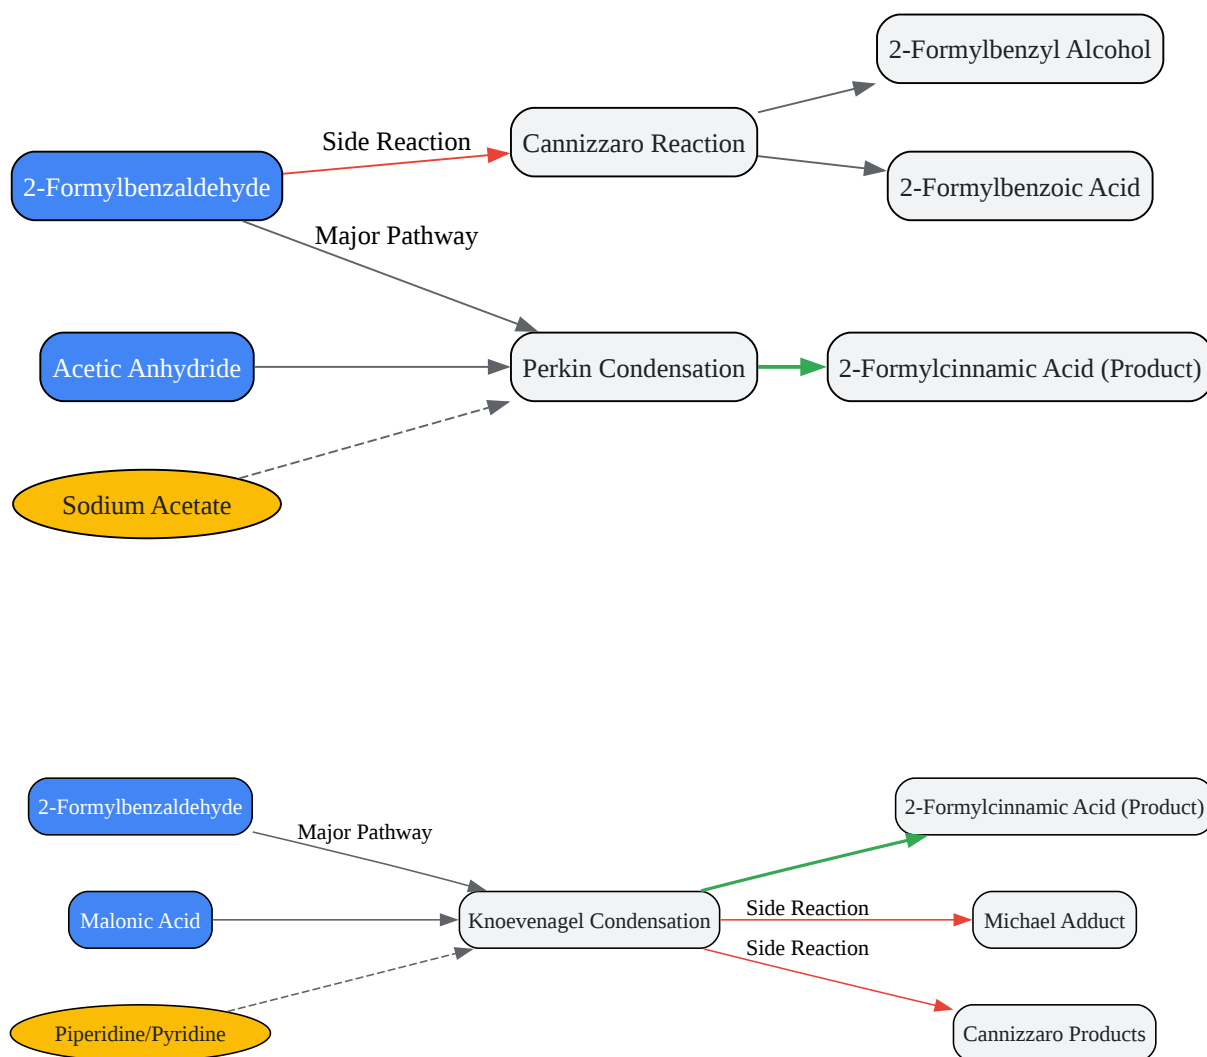 2-Formylbenzyl Alcohol
Side Reaction
Cannizzaro Reaction
2-Formylbenzaldehyde
2-Formylbenzoic Acid
Major Pathway
Acetic Anhydride
Perkin Condensation
2-Formylcinnamic Acid (Product)
Sodium Acetate
2-Formylbenzaldehyde
2-Formylcinnamic Acid (Product)
Major Pathway
Malonic Acid
Knoevenagel Condensation
Side Reaction
Michael Adduct
Side Reaction
Piperidine/Pyridine
Cannizzaro Products